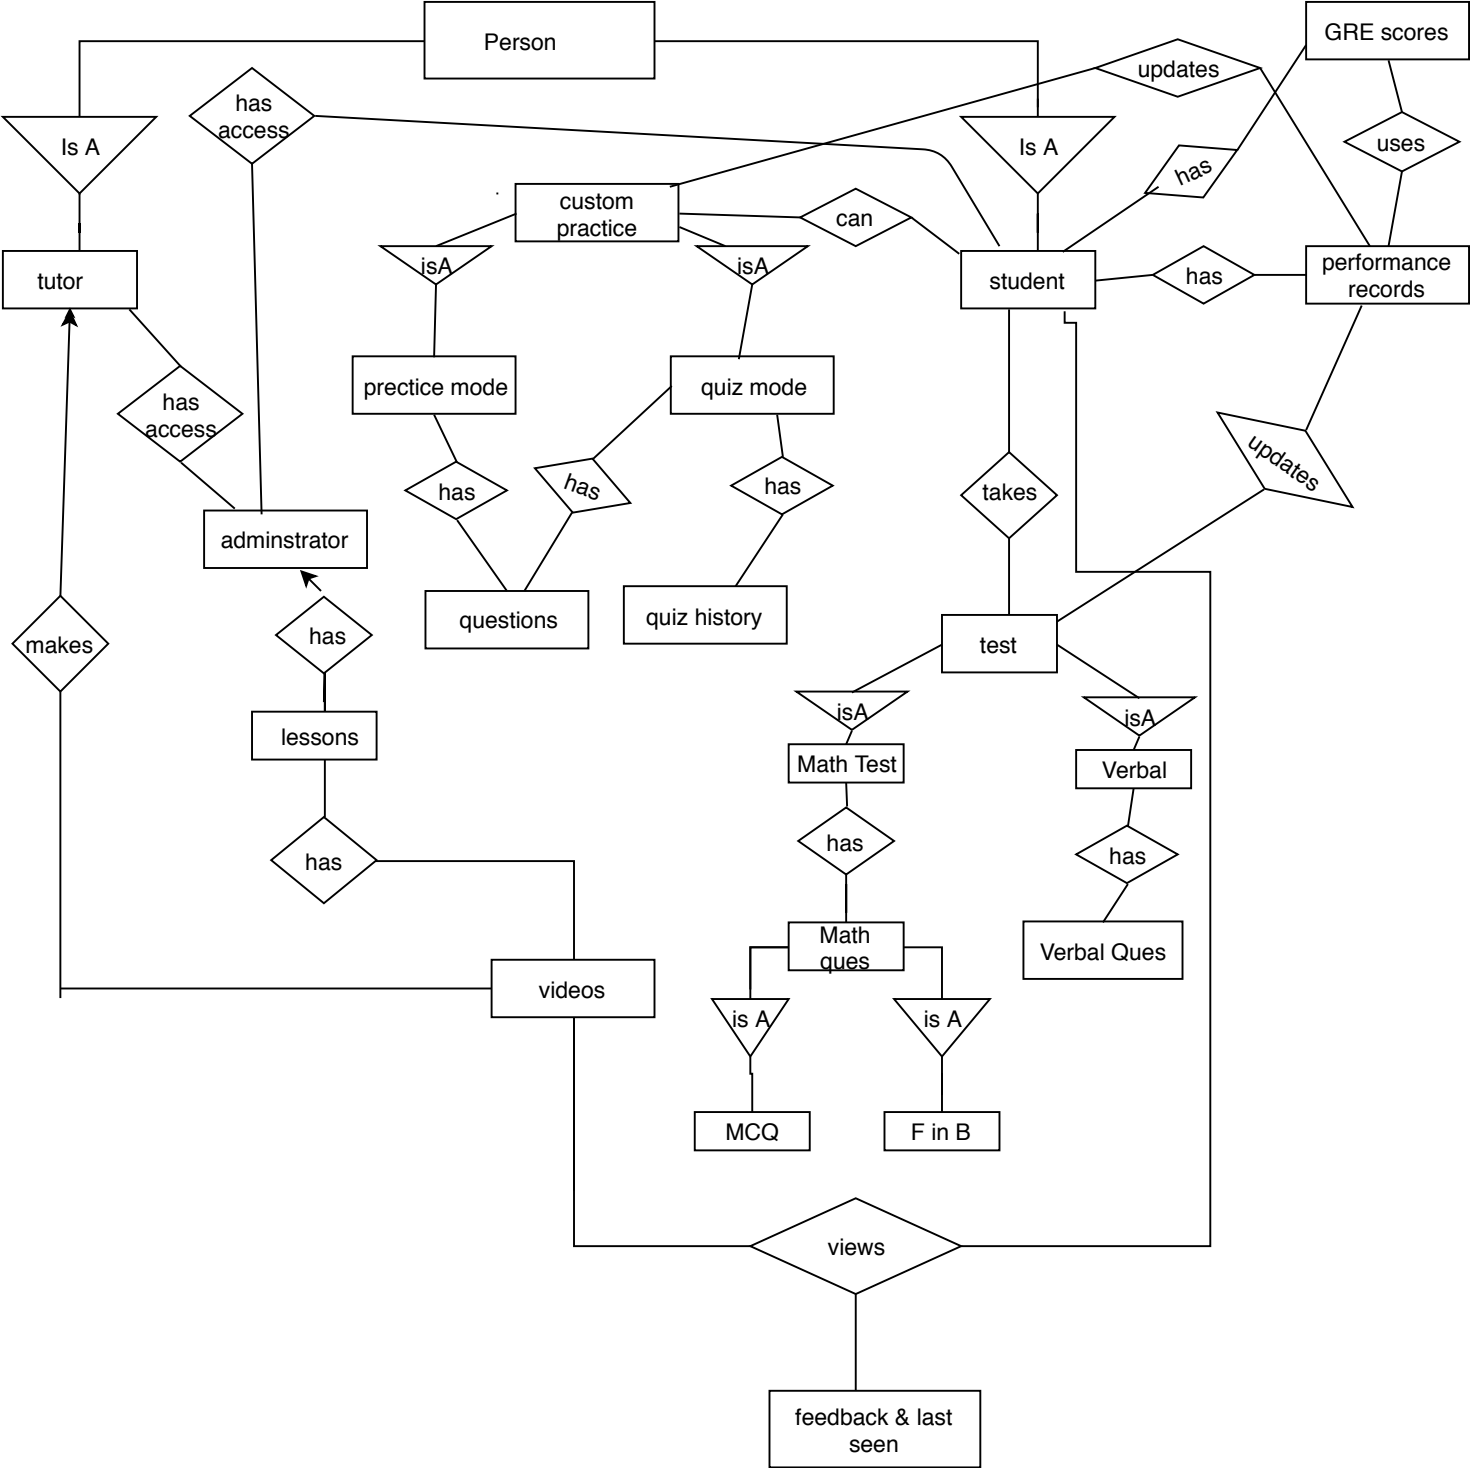 Person
GRE scores
updates
has
access
Is A
Is A
uses
has
custom
practice
can
isA
isA
tutor
student
has
performance
records
prectice mode
quiz mode
has
access
updates
has
has
has
takes
adminstrator
questions
quiz history
makes
has
test
lessons
isA
isA
Math Test
Verbal
has
has
has
Math
ques
Verbal Ques
videos
is A
is A
MCQ
F in B
views
feedback & last
seen